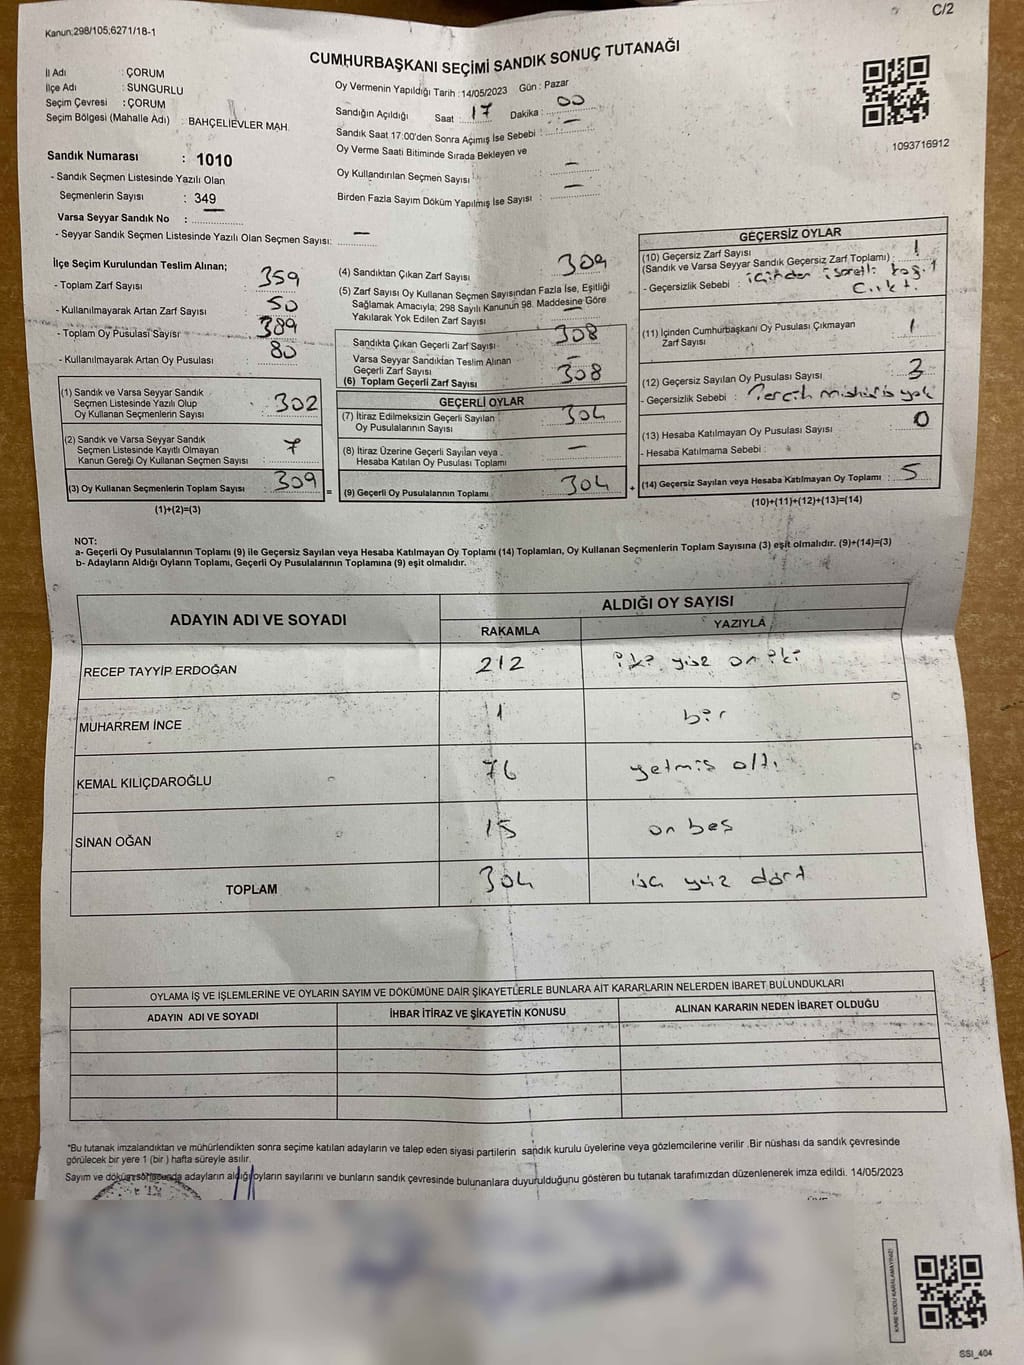 C/2
Kanun;298/105;6271/18-1
CUMHURBAŞKANI SEÇİMİ SANDIK SONUÇ TUTANAĞI
İl Adı : ÇORUM
İlçe Adı : SUNGURLU
Seçim Çevresi : ÇORUM
Seçim Bölgesi (Mahalle Adı) : BAHÇELİEVLER MAH.
Oy Vermenin Yapıldığı Tarih : 14/05/2023 Gün : Pazar
Sandığın Açıldığı Saat : 17 Dakika : 00
Sandık Saat 17:00'den Sonra Açımış İse Sebebi : —
Oy Verme Saati Bitiminde Sırada Bekleyen ve
Oy Kullandırılan Seçmen Sayısı : —
Birden Fazla Sayım Döküm Yapılmış İse Sayısı : —
1093716912
Sandık Numarası : 1010
- Sandık Seçmen Listesinde Yazılı Olan
Seçmenlerin Sayısı : 349
Varsa Seyyar Sandık No :
- Seyyar Sandık Seçmen Listesinde Yazılı Olan Seçmen Sayısı: —
İlçe Seçim Kurulundan Teslim Alınan;
- Toplam Zarf Sayısı : 359
- Kullanılmayarak Artan Zarf Sayısı : 50
- Toplam Oy Pusulası Sayısı : 389
- Kullanılmayarak Artan Oy Pusulası : 80
(1) Sandık ve Varsa Seyyar Sandık
Seçmen Listesinde Yazılı Olup
Oy Kullanan Seçmenlerin Sayısı : 302
(2) Sandık ve Varsa Seyyar Sandık
Seçmen Listesinde Kayıtlı Olmayan
Kanun Gereği Oy Kullanan Seçmen Sayısı : 7
(3) Oy Kullanan Seçmenlerin Toplam Sayısı : 309
(1)+(2)=(3)
(4) Sandıktan Çıkan Zarf Sayısı : 309
(5) Zarf Sayısı Oy Kullanan Seçmen Sayısından Fazla İse, Eşitliği
Sağlamak Amacıyla; 298 Sayılı Kanunun 98. Maddesine Göre
Yakılarak Yok Edilen Zarf Sayısı : —
Sandıkta Çıkan Geçerli Zarf Sayısı : 308
Varsa Seyyar Sandıktan Teslim Alınan
Geçerli Zarf Sayısı : —
(6) Toplam Geçerli Zarf Sayısı : 308
GEÇERLİ OYLAR
(7) İtiraz Edilmeksizin Geçerli Sayılan
Oy Pusulalarının Sayısı : 304
(8) İtiraz Üzerine Geçerli Sayılan veya
Hesaba Katılan Oy Pusulası Toplamı : —
= (9) Geçerli Oy Pusulalarının Toplamı : 304
GEÇERSİZ OYLAR
(10) Geçersiz Zarf Sayısı : 1
(Sandık ve Varsa Seyyar Sandık Geçersiz Zarf Toplamı)
- Geçersizlik Sebebi : içinden işaretli kağıt
Çıktı.
(11) İçinden Cumhurbaşkanı Oy Pusulası Çıkmayan
Zarf Sayısı : 1
(12) Geçersiz Sayılan Oy Pusulası Sayısı : 3
- Geçersizlik Sebebi : Tercih mührü yok
(13) Hesaba Katılmayan Oy Pusulası Sayısı : 0
- Hesaba Katılmama Sebebi :
+ (14) Geçersiz Sayılan veya Hesaba Katılmayan Oy Toplamı : 5
(10)+(11)+(12)+(13)=(14)
NOT:
a- Geçerli Oy Pusulalarının Toplamı (9) ile Geçersiz Sayılan veya Hesaba Katılmayan Oy Toplamı (14) Toplamları, Oy Kullanan Seçmenlerin Toplam Sayısına (3) eşit olmalıdır. (9)+(14)=(3)
b- Adayların Aldığı Oyların Toplamı, Geçerli Oy Pusulalarının Toplamına (9) eşit olmalıdır.
ADAYIN ADI VE SOYADI ALDIĞI OY SAYISI
RAKAMLA YAZIYLA
RECEP TAYYİP ERDOĞAN 212 iki yüz on iki
MUHARREM İNCE 1 bir
KEMAL KILIÇDAROĞLU 76 yetmis altı
SİNAN OĞAN 15 on bes
TOPLAM 304 üç yüz dört
OYLAMA İŞ VE İŞLEMLERİNE VE OYLARIN SAYIM VE DÖKÜMÜNE DAİR ŞİKAYETLERLE BUNLARA AİT KARARLARIN NELERDEN İBARET BULUNDUKLARI
ADAYIN ADI VE SOYADI İHBAR İTİRAZ VE ŞİKAYETİN KONUSU ALINAN KARARIN NEDEN İBARET OLDUĞU
"Bu tutanak imzalandıktan ve mühürlendikten sonra seçime katılan adayların ve talep eden siyasi partilerin sandık kurulu üyelerine veya gözlemcilerine verilir .Bir nüshası da sandık çevresinde
görülecek bir yere 1 (bir ) hafta süreyle asılır.
Sayım ve döküm sonucunda adayların aldığı oyların sayılarını ve bunların sandık çevresinde bulunanlara duyurulduğunu gösteren bu tutanak tarafımızdan düzenlenerek imza edildi. 14/05/2023
KARE KODU KARALAMAYINIZ!
SSI_404